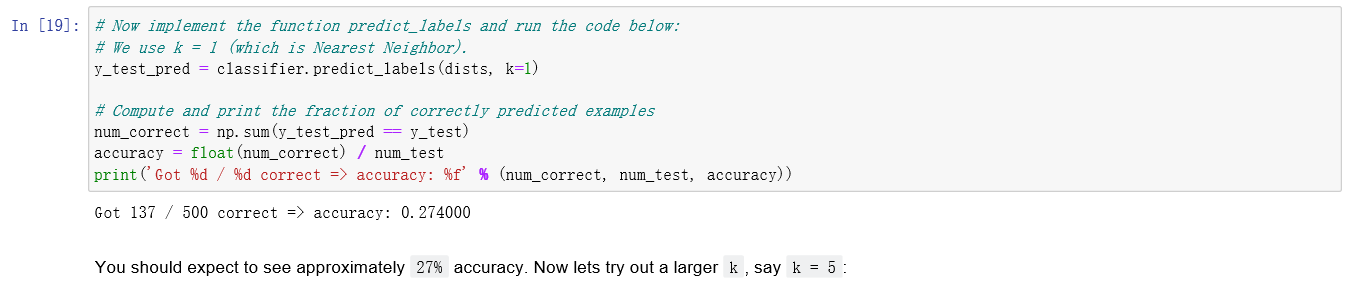 In [19]: # Now implement the function predict_labels and run the code below:
# We use k = 1 (which is Nearest Neighbor).
y_test_pred = classifier.predict_labels(dists, k=1)
# Compute and print the fraction of correctly predicted examples
num_correct = np.sum(y_test_pred == y_test)
accuracy = float(num_correct) / num_test
print('Got %d / %d correct => accuracy: %f' % (num_correct, num_test, accuracy))
Got 137 / 500 correct => accuracy: 0.274000
You should expect to see approximately 27% accuracy. Now lets try out a larger k, say k = 5: